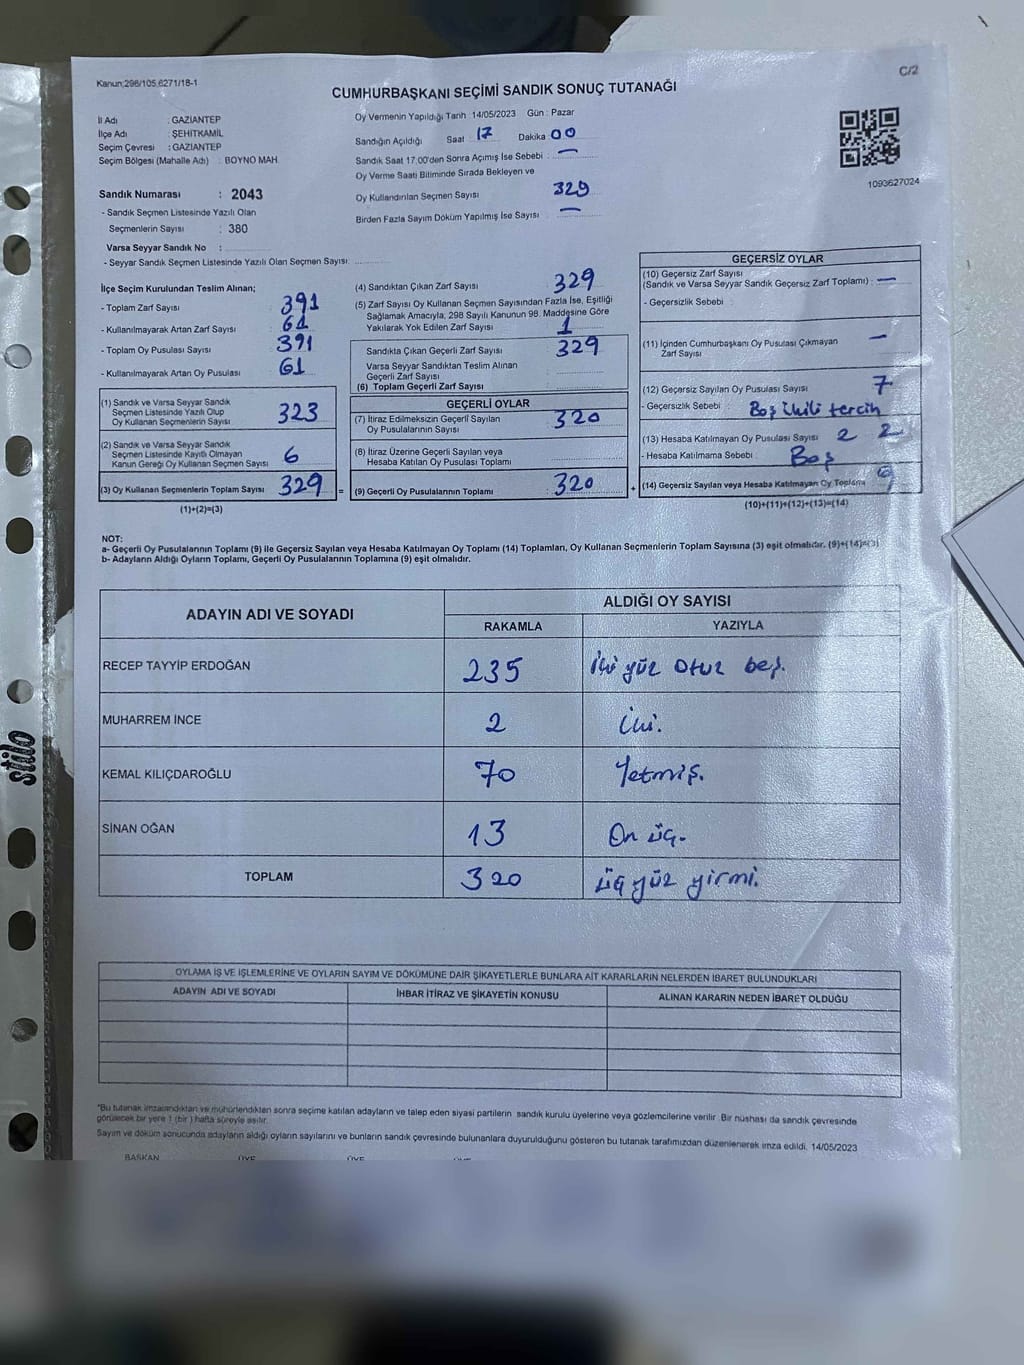 Kanun:298/105,6271/18-1
C/2
CUMHURBAŞKANI SEÇİMİ SANDIK SONUÇ TUTANAĞI
İl Adı : GAZIANTEP
İlçe Adı : ŞEHİTKAMİL
Seçim Çevresi : GAZIANTEP
Seçim Bölgesi (Mahalle Adı) : BOYNO MAH.
Sandık Numarası : 2043
- Sandık Seçmen Listesinde Yazılı Olan
Seçmenlerin Sayısı : 380
Varsa Seyyar Sandık No :
- Seyyar Sandık Seçmen Listesinde Yazılı Olan Seçmen Sayısı:
Oy Vermenin Yapıldığı Tarih 14/05/2023 Gün : Pazar
Sandığın Açıldığı Saat 17 Dakika 00
Sandık Saat 17:00'den Sonra Açımış İse Sebebi : —
Oy Verme Saati Bitiminde Sırada Bekleyen ve
Oy Kullandırılan Seçmen Sayısı 329
Birden Fazla Sayım Döküm Yapılmış İse Sayısı : —
1093627024
İlçe Seçim Kurulundan Teslim Alınan;
- Toplam Zarf Sayısı 391
- Kullanılmayarak Artan Zarf Sayısı : 61
- Toplam Oy Pusulası Sayısı : 391
- Kullanılmayarak Artan Oy Pusulası : 61
(1) Sandık ve Varsa Seyyar Sandık
Seçmen Listesinde Yazılı Olup
Oy Kullanan Seçmenlerin Sayısı : 323
(2) Sandık ve Varsa Seyyar Sandık
Seçmen Listesinde Kayıtlı Olmayan
Kanun Gereği Oy Kullanan Seçmen Sayısı : 6
(3) Oy Kullanan Seçmenlerin Toplam Sayısı : 329
(1)+(2)=(3)
=
(4) Sandıktan Çıkan Zarf Sayısı : 329
(5) Zarf Sayısı Oy Kullanan Seçmen Sayısından Fazla İse, Eşitliği
Sağlamak Amacıyla, 298 Sayılı Kanunun 98. Maddesine Göre
Yakılarak Yok Edilen Zarf Sayısı : 1
Sandıkta Çıkan Geçerli Zarf Sayısı : 329
Varsa Seyyar Sandıktan Teslim Alınan
Geçerli Zarf Sayısı :
(6) Toplam Geçerli Zarf Sayısı :
GEÇERLİ OYLAR
(7) İtiraz Edilmeksizin Geçerli Sayılan
Oy Pusulalarının Sayısı : 320
(8) İtiraz Üzerine Geçerli Sayılan veya
Hesaba Katılan Oy Pusulası Toplamı :
(9) Geçerli Oy Pusulalarının Toplamı : 320
+
GEÇERSİZ OYLAR
(10) Geçersiz Zarf Sayısı
(Sandık ve Varsa Seyyar Sandık Geçersiz Zarf Toplamı) : —
- Geçersizlik Sebebi :
(11) İçinden Cumhurbaşkanı Oy Pusulası Çıkmayan —
Zarf Sayısı
(12) Geçersiz Sayılan Oy Pusulası Sayısı : 7
- Geçersizlik Sebebi : Boş ikili tercih
(13) Hesaba Katılmayan Oy Pusulası Sayısı : 2 2
- Hesaba Katılmama Sebebi : Boş
(14) Geçersiz Sayılan veya Hesaba Katılmayan Oy Toplamı
(10)+(11)+(12)+(13)=(14)
NOT:
a- Geçerli Oy Pusulalarının Toplamı (9) ile Geçersiz Sayılan veya Hesaba Katılmayan Oy Toplamı (14) Toplamları, Oy Kullanan Seçmenlerin Toplam Sayısına (3) eşit olmalıdır. (9)+(14)=(3)
b- Adayların Aldığı Oyların Toplamı, Geçerli Oy Pusulalarının Toplamına (9) eşit olmalıdır.
ADAYIN ADI VE SOYADI
ALDIĞI OY SAYISI
RAKAMLA YAZIYLA
RECEP TAYYİP ERDOĞAN 235 İki yüz otuz beş.
MUHARREM İNCE 2 İki.
KEMAL KILIÇDAROĞLU 70 Yetmiş.
SİNAN OĞAN 13 On üç.
TOPLAM 320 üç yüz yirmi.
OYLAMA İŞ VE İŞLEMLERİNE VE OYLARIN SAYIM VE DÖKÜMÜNE DAİR ŞİKAYETLERLE BUNLARA AİT KARARLARIN NELERDEN İBARET BULUNDUKLARI
ADAYIN ADI VE SOYADI İHBAR İTİRAZ VE ŞİKAYETİN KONUSU ALINAN KARARIN NEDEN İBARET OLDUĞU
*Bu tutanak imzalandıktan ve mühürlendikten sonra seçime katılan adayların ve talep eden siyasi partilerin sandık kurulu üyelerine veya gözlemcilerine verilir. Bir nüshası da sandık çevresinde
görülecek bir yere 1 (bir) hafta süreyle asılır.
Sayım ve döküm sonucunda adayların aldığı oyların sayılarını ve bunların sandık çevresinde bulunanlara duyurulduğunu gösteren bu tutanak tarafımızdan düzenlenerek imza edildi. 14/05/2023
BAŞKAN ÜYE ÜYE ÜYE
stilo